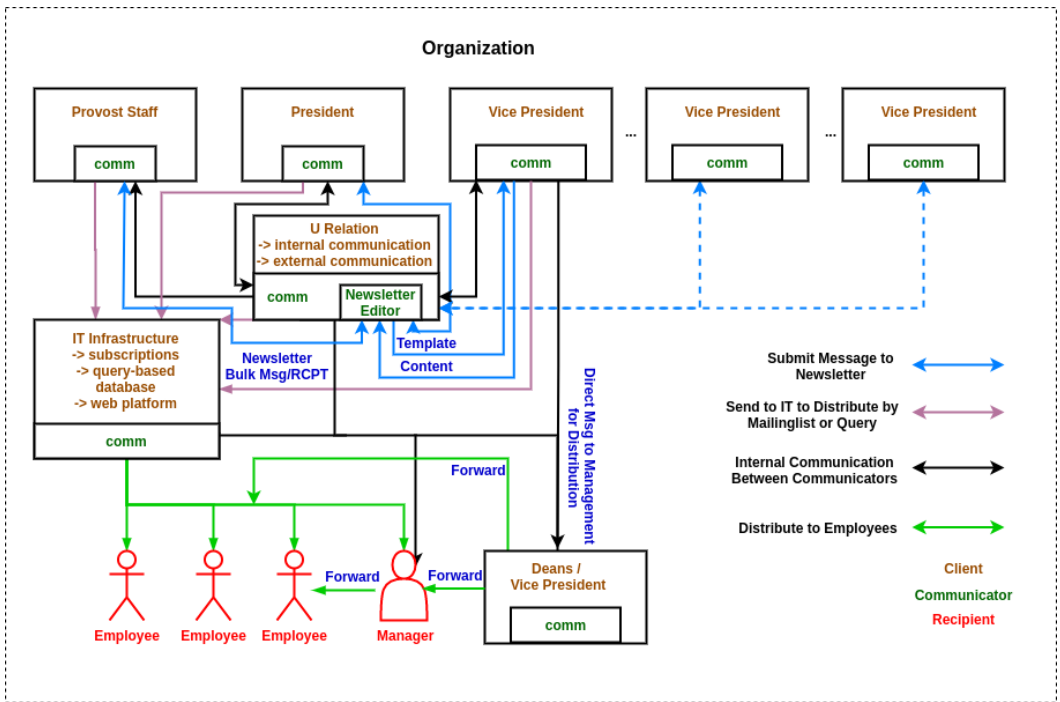 Organization
Provost Staff
comm
President
comm
Vice President
comm
...
Vice President
comm
...
Vice President
comm
U Relation
-> internal communication
-> external communication
comm
Newsletter
Editor
IT Infrastructure
-> subscriptions
-> query-based
database
-> web platform
comm
Newsletter
Bulk Msg/RCPT
Template
Content
Direct Msg to Management
for Distribution
Submit Message to
Newsletter
Send to IT to Distribute by
Mailinglist or Query
Internal Communication
Between Communicators
Distribute to Employees
Client
Communicator
Recipient
Forward
Forward
Forward
Deans /
Vice President
comm
Employee
Employee
Employee
Manager